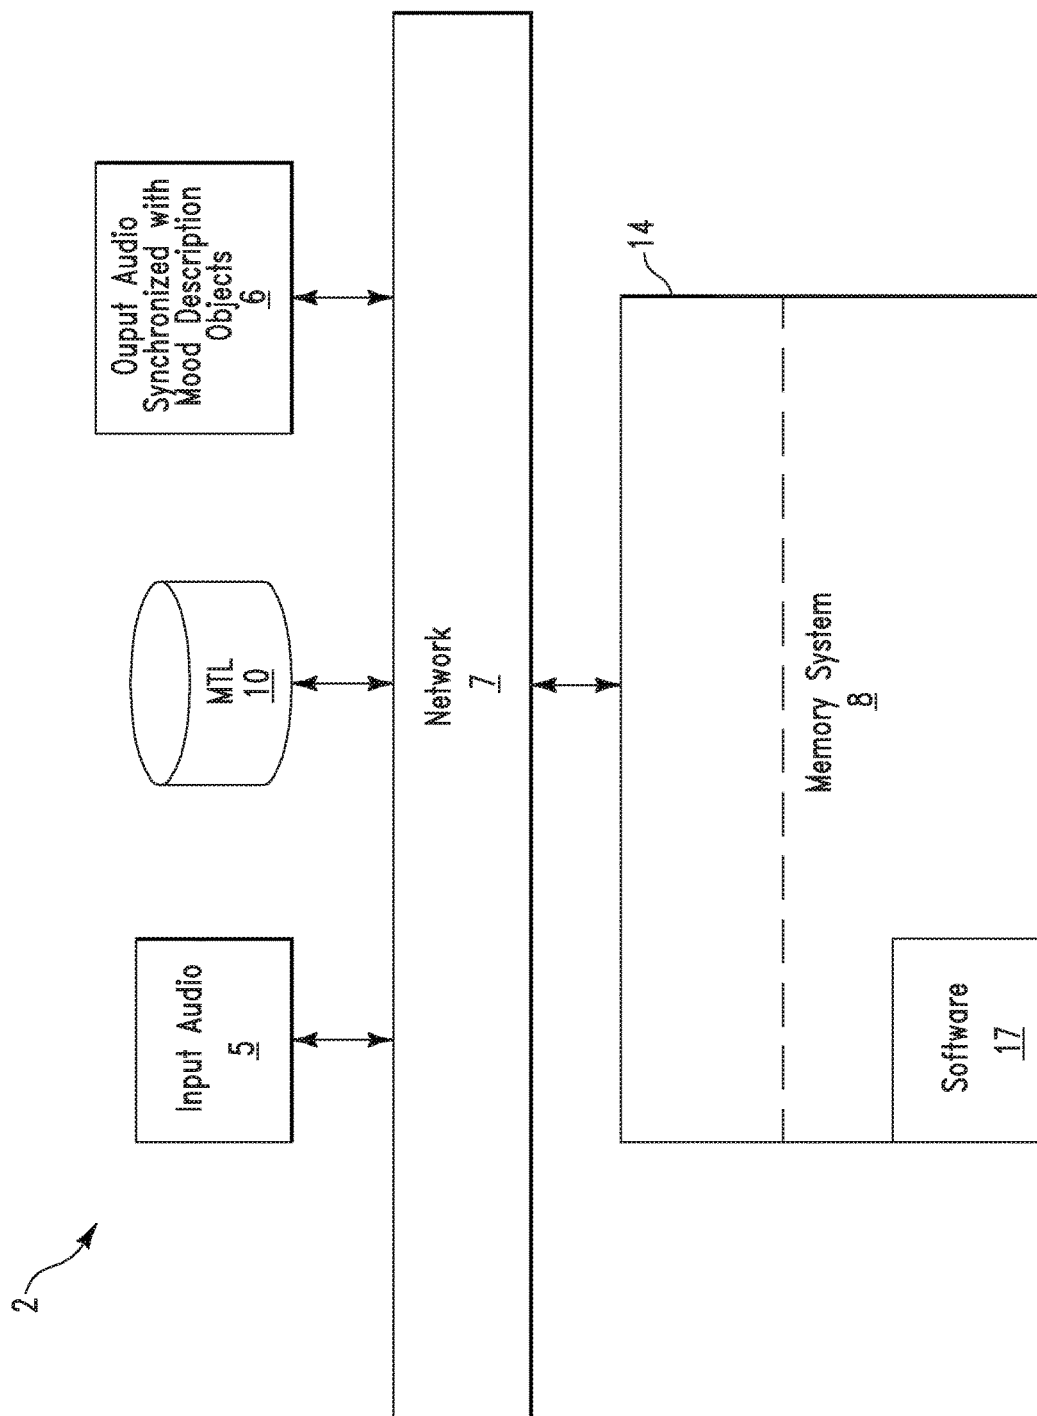 2
Input Audio
5
MTL
10
Ouput Audio
Synchronized with
Mood Description
Objects
6
Network
7
14
Memory System
8
Software
17